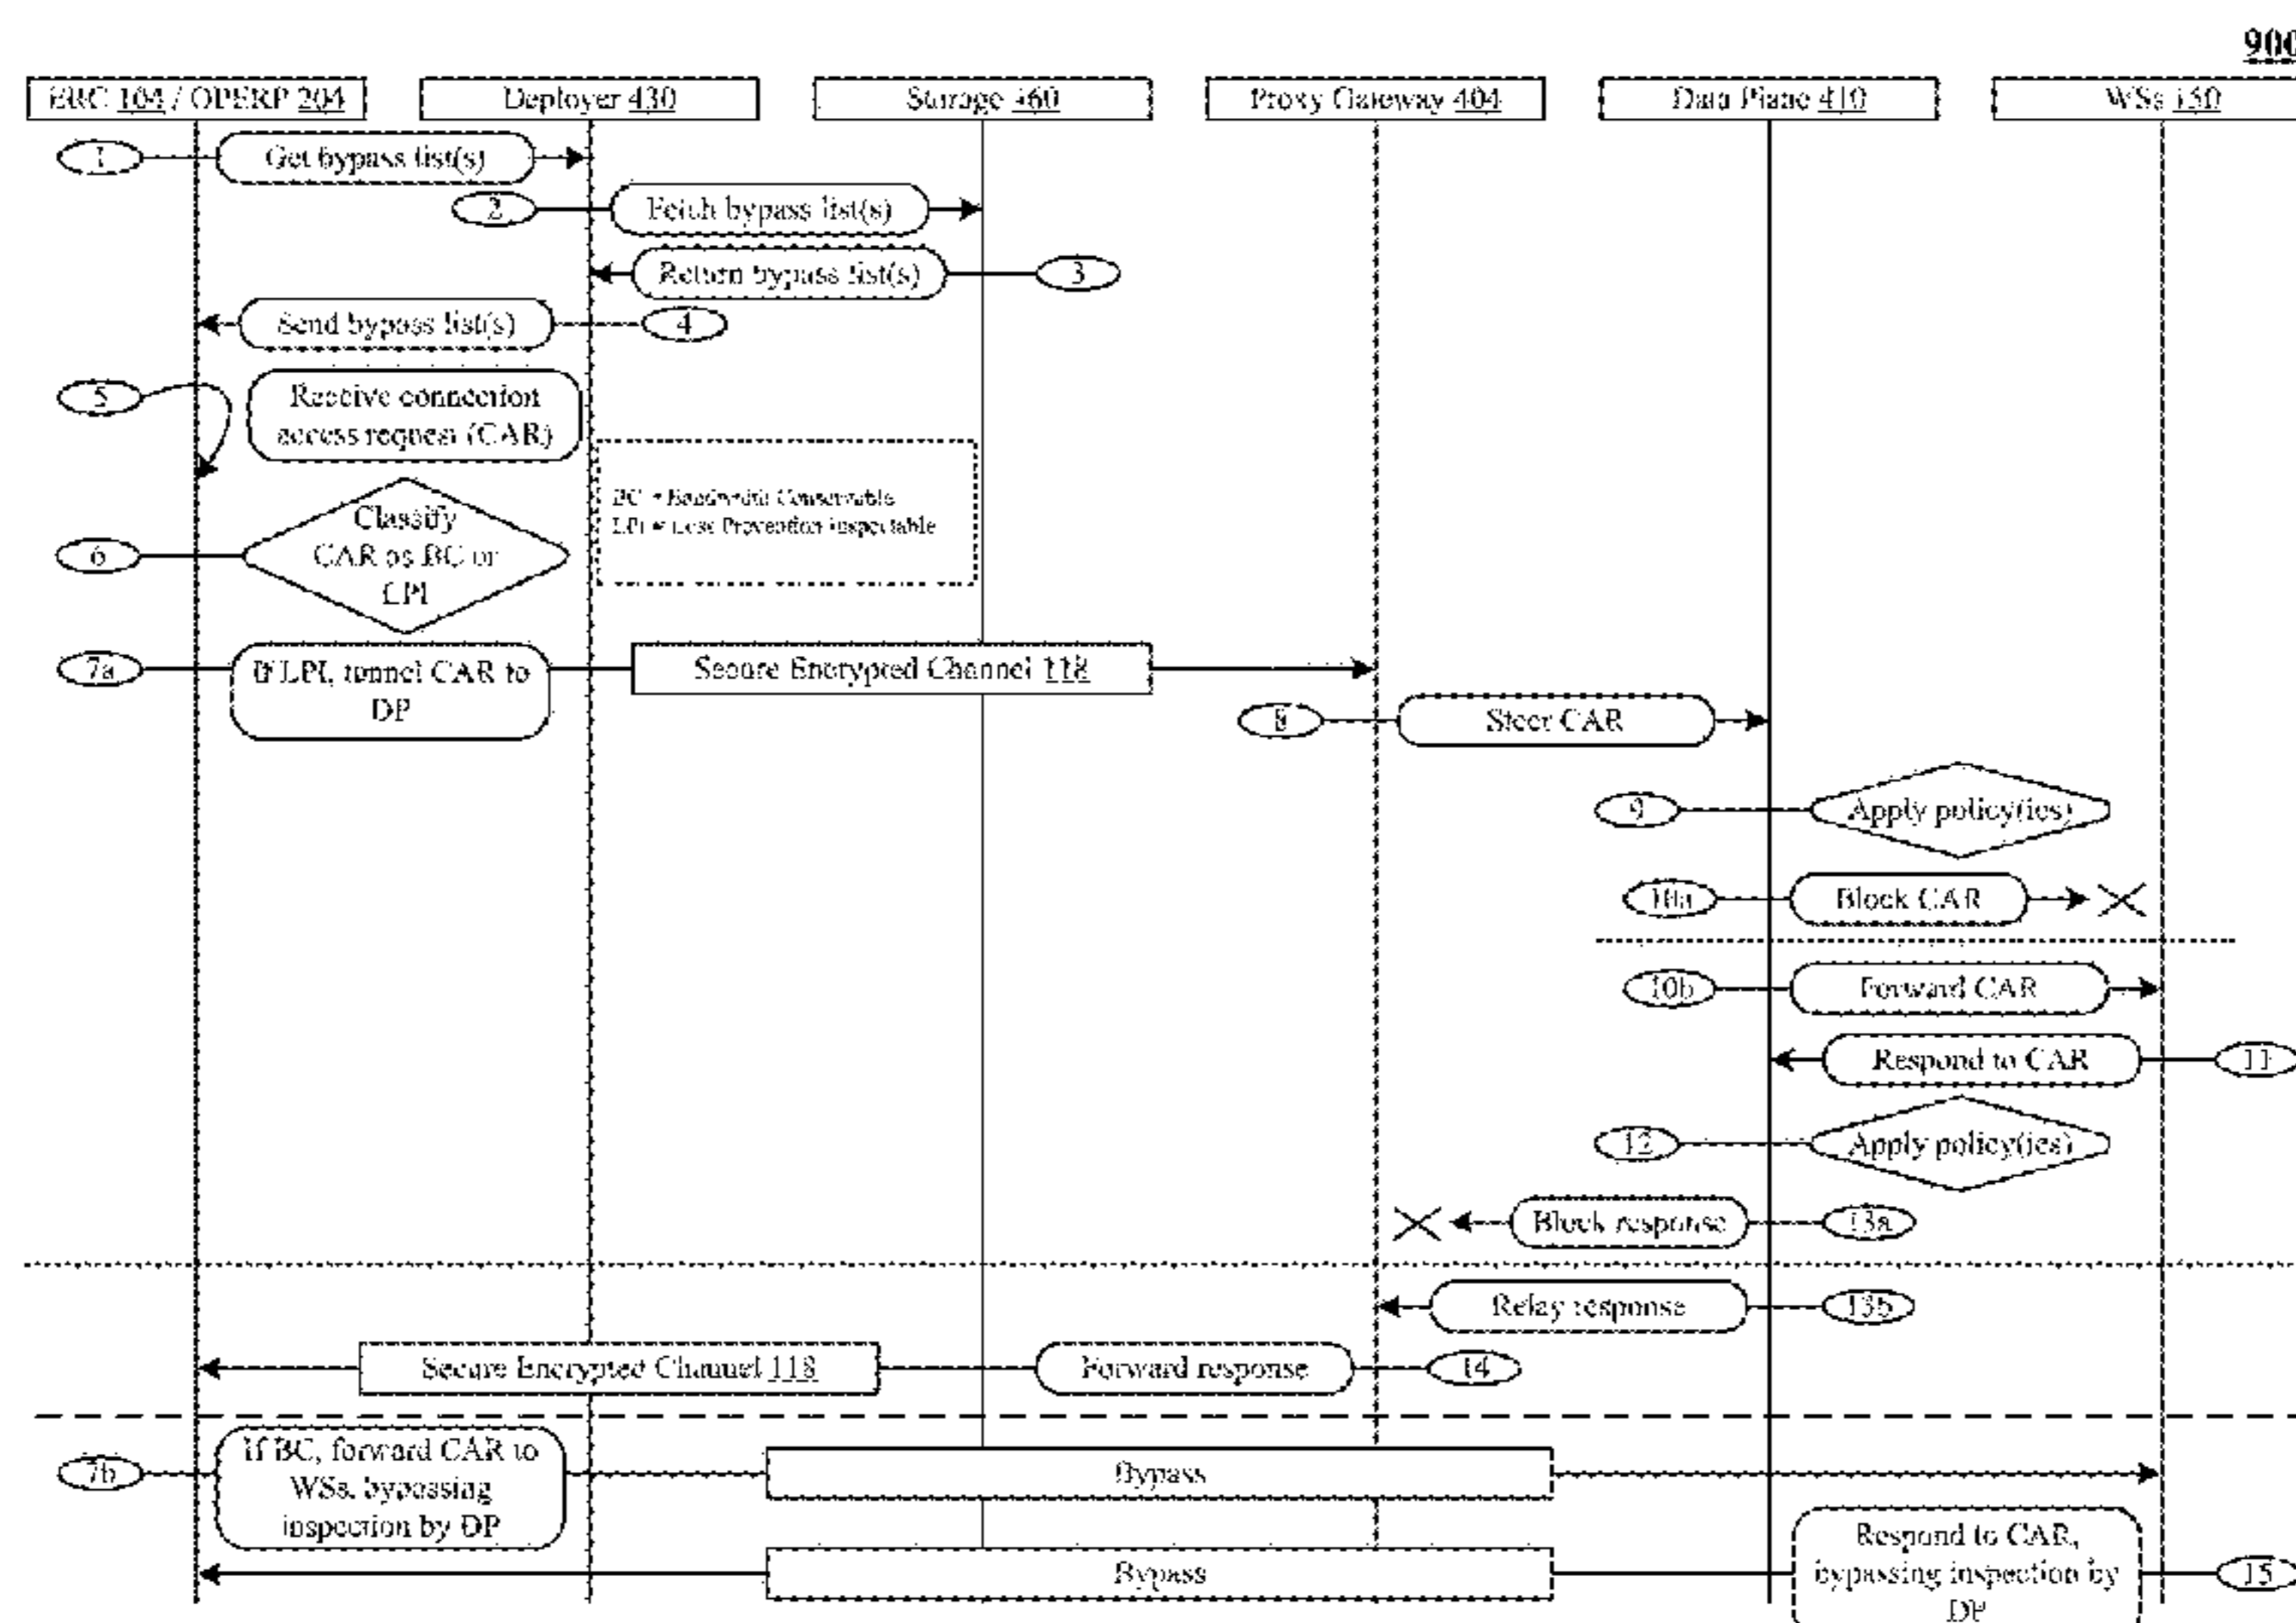 900
ERC 104 / OPERP 204
Deployer 430
Storage 460
Proxy Gateway 404
Data Plane 410
WSs 150
1
Get bypass list(s)
2
Fetch bypass list(s)
Return bypass list(s)
3
Send bypass list(s)
4
5
Receive connection
access request (CAR)
BC = Bandwidth Conservable
LPI = Loss Prevention Inspectable
6
Classify
CAR as BC or
LPI
7a
If LPI, tunnel CAR to
DP
Secure Encrypted Channel 118
8
Steer CAR
9
Apply policy(ies)
10a
Block CAR
10b
Forward CAR
Respond to CAR
11
12
Apply policy(ies)
Block response
13a
Relay response
13b
Secure Encrypted Channel 118
Forward response
14
7b
If BC, forward CAR to
WSs, bypassing
inspection by DP
Bypass
Bypass
Respond to CAR,
bypassing inspection by
DP
15